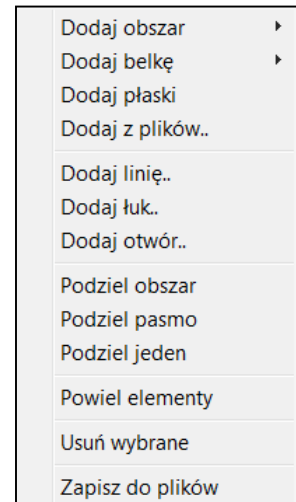 Dodaj obszar
Dodaj belkę
Dodaj płaski
Dodaj z plików..
Dodaj linię..
Dodaj łuk..
Dodaj otwór..
Podziel obszar
Podziel pasmo
Podziel jeden
Powiel elementy
Usuń wybrane
Zapisz do plików